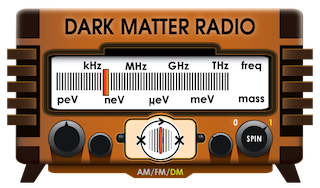 DARK MATTER RADIO
kHz MHz GHz THz freq
peV neV µeV meV mass
0 1
SPIN
AM/FM/DM